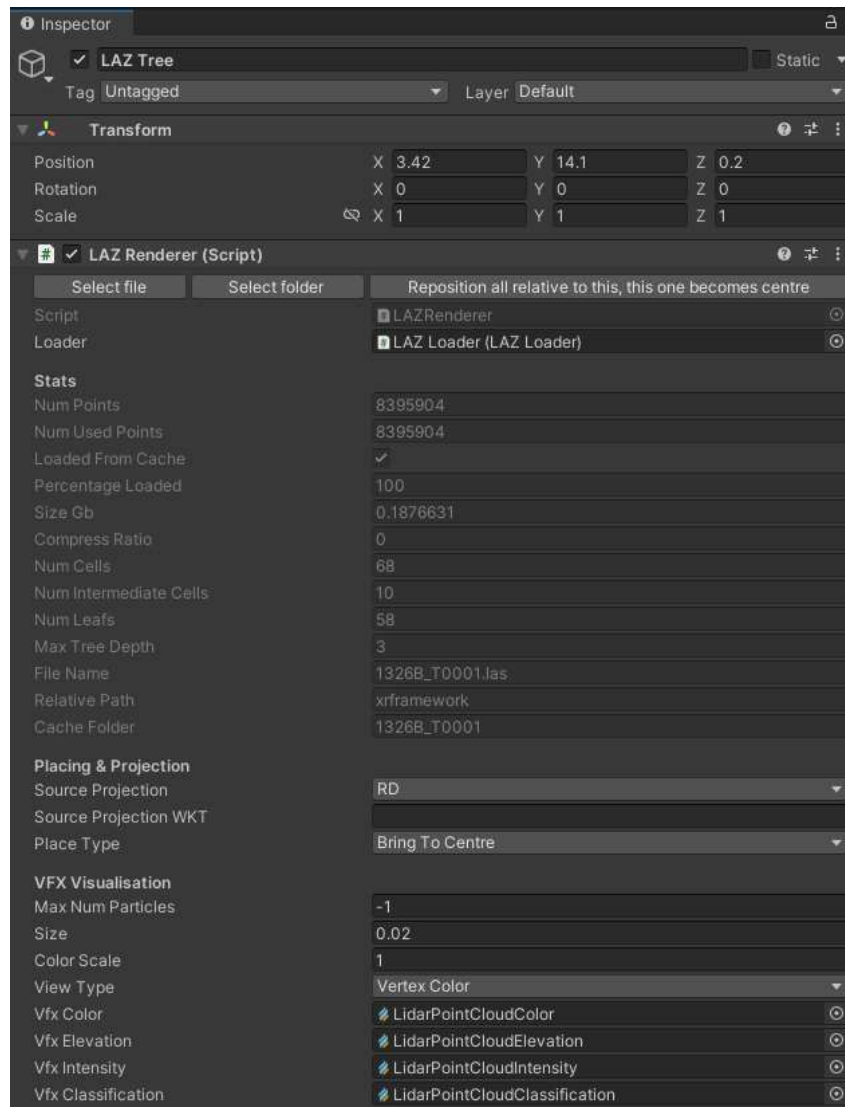 Inspector
LAZ Tree Static
Tag Untagged Layer Default
Transform
Position X 3.42 Y 14.1 Z 0.2
Rotation X 0 Y 0 Z 0
Scale X 1 Y 1 Z 1
# LAZ Renderer (Script)
Select file Select folder Reposition all relative to this, this one becomes centre
Script LAZRenderer
Loader LAZ Loader (LAZ Loader)
Stats
Num Points 8395904
Num Used Points 8395904
Loaded From Cache
Percentage Loaded 100
Size Gb 0.1876631
Compress Ratio 0
Num Cells 68
Num Intermediate Cells 10
Num Leafs 58
Max Tree Depth 3
File Name 1326B_T0001.las
Relative Path xrframework
Cache Folder 1326B_T0001
Placing & Projection
Source Projection RD
Source Projection WKT
Place Type Bring To Centre
VFX Visualisation
Max Num Particles -1
Size 0.02
Color Scale 1
View Type Vertex Color
Vfx Color LidarPointCloudColor
Vfx Elevation LidarPointCloudElevation
Vfx Intensity LidarPointCloudIntensity
Vfx Classification LidarPointCloudClassification